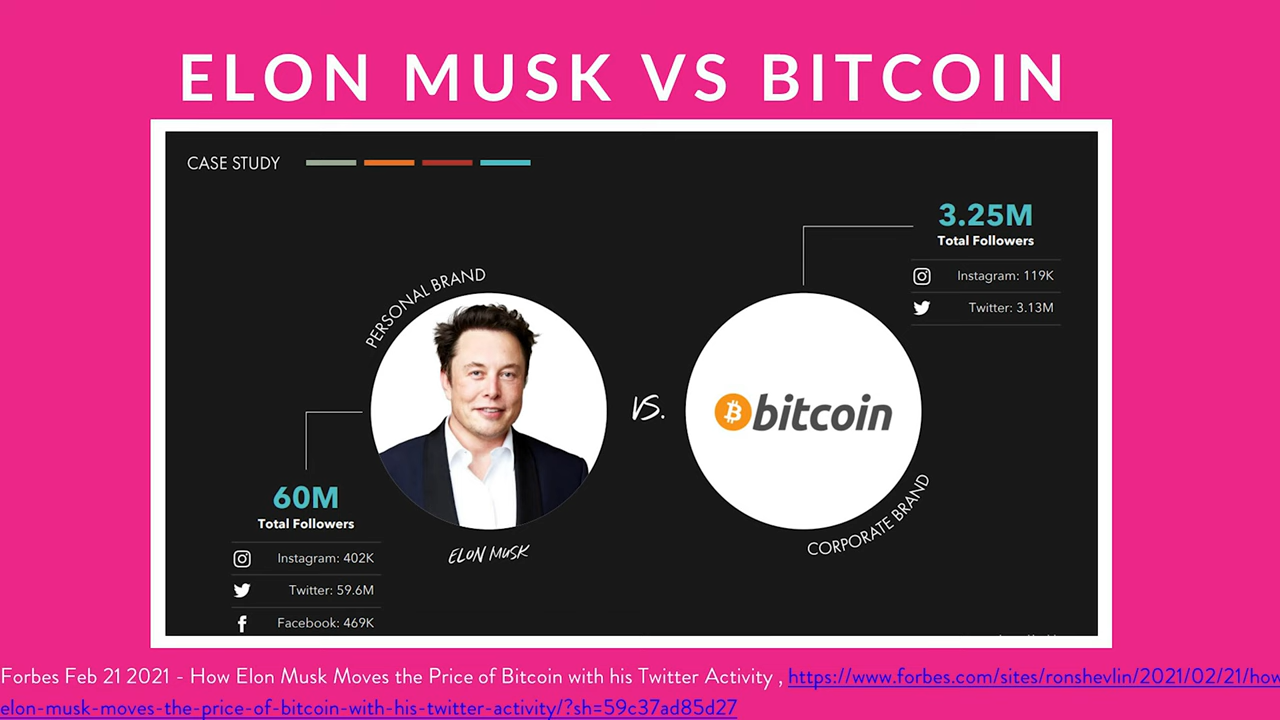 ELON MUSK VS BITCOIN
CASE STUDY
3.25M
Total Followers
Instagram: 119K
Twitter: 3.13M
PERSONAL BRAND
VS.
bitcoin
CORPORATE BRAND
60M
Total Followers
ELON MUSK
Instagram: 402K
Twitter: 59.6M
Facebook: 469K
Forbes Feb 21 2021 - How Elon Musk Moves the Price of Bitcoin with his Twitter Activity , https://www.forbes.com/sites/ronshevlin/2021/02/21/how
elon-musk-moves-the-price-of-bitcoin-with-his-twitter-activity/?sh=59c37ad85d27